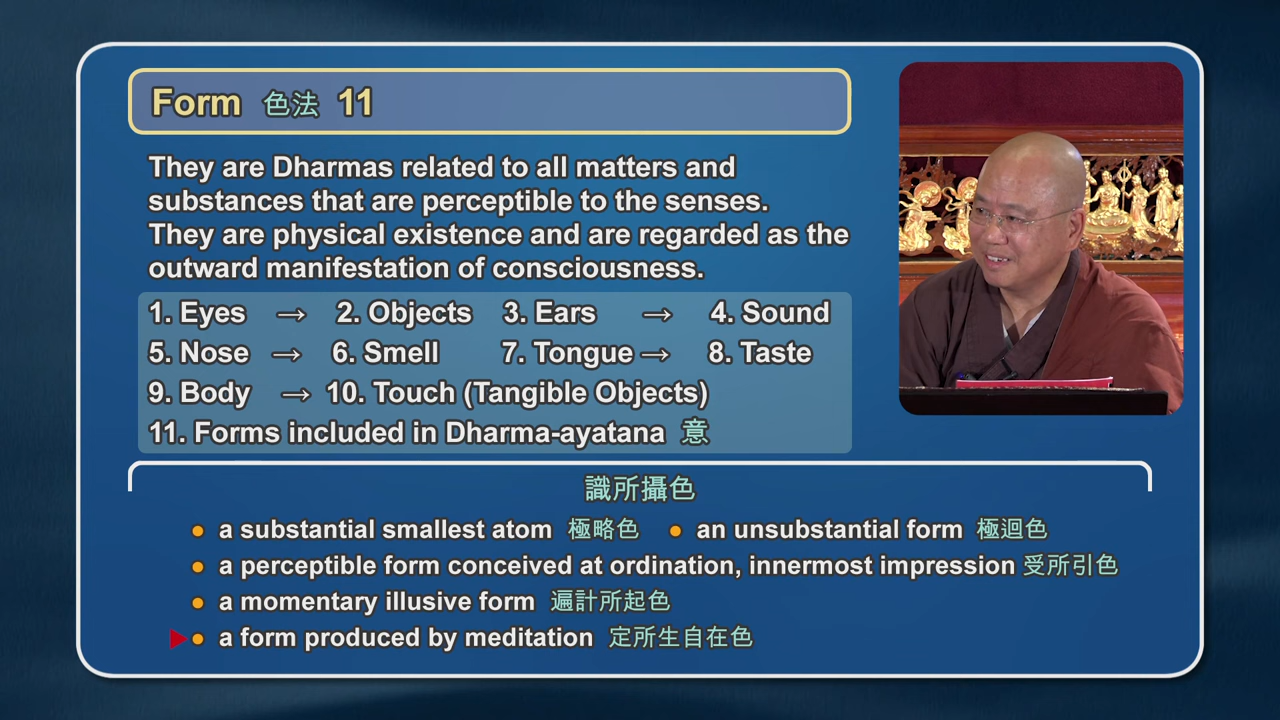 Form 色法 11
They are Dharmas related to all matters and
substances that are perceptible to the senses.
They are physical existence and are regarded as the
outward manifestation of consciousness.
1. Eyes → 2. Objects 3. Ears → 4. Sound
5. Nose → 6. Smell 7. Tongue → 8. Taste
9. Body → 10. Touch (Tangible Objects)
11. Forms included in Dharma-ayatana 意
識所攝色
• a substantial smallest atom 極略色 • an unsubstantial form 極迴色
• a perceptible form conceived at ordination, innermost impression 受所引色
• a momentary illusive form 遍計所起色
• a form produced by meditation 定所生自在色